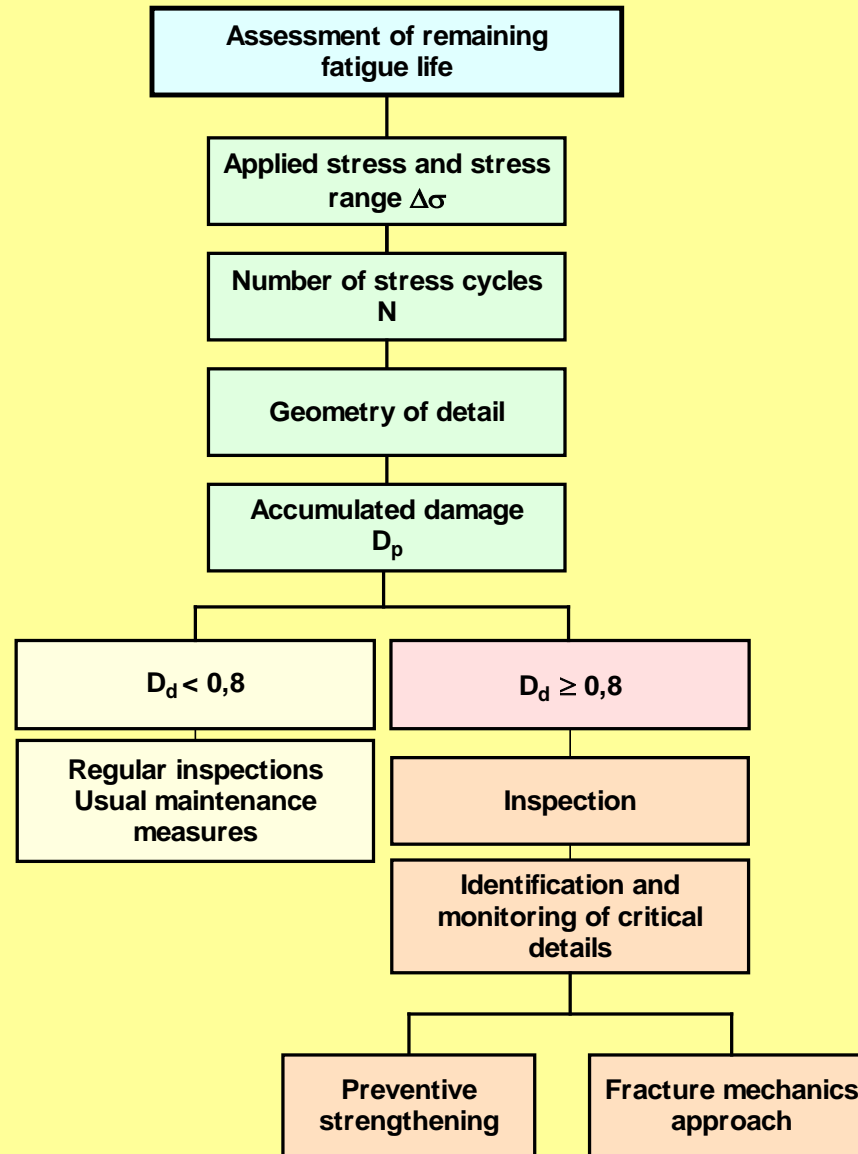 Assessment of remaining
fatigue life
Applied stress and stress
range Δσ
Number of stress cycles
N
Geometry of detail
Accumulated damage
Dp
Dd < 0,8
Dd ≥ 0,8
Regular inspections
Usual maintenance
measures
Inspection
Identification and
monitoring of critical
details
Preventive
strengthening
Fracture mechanics
approach